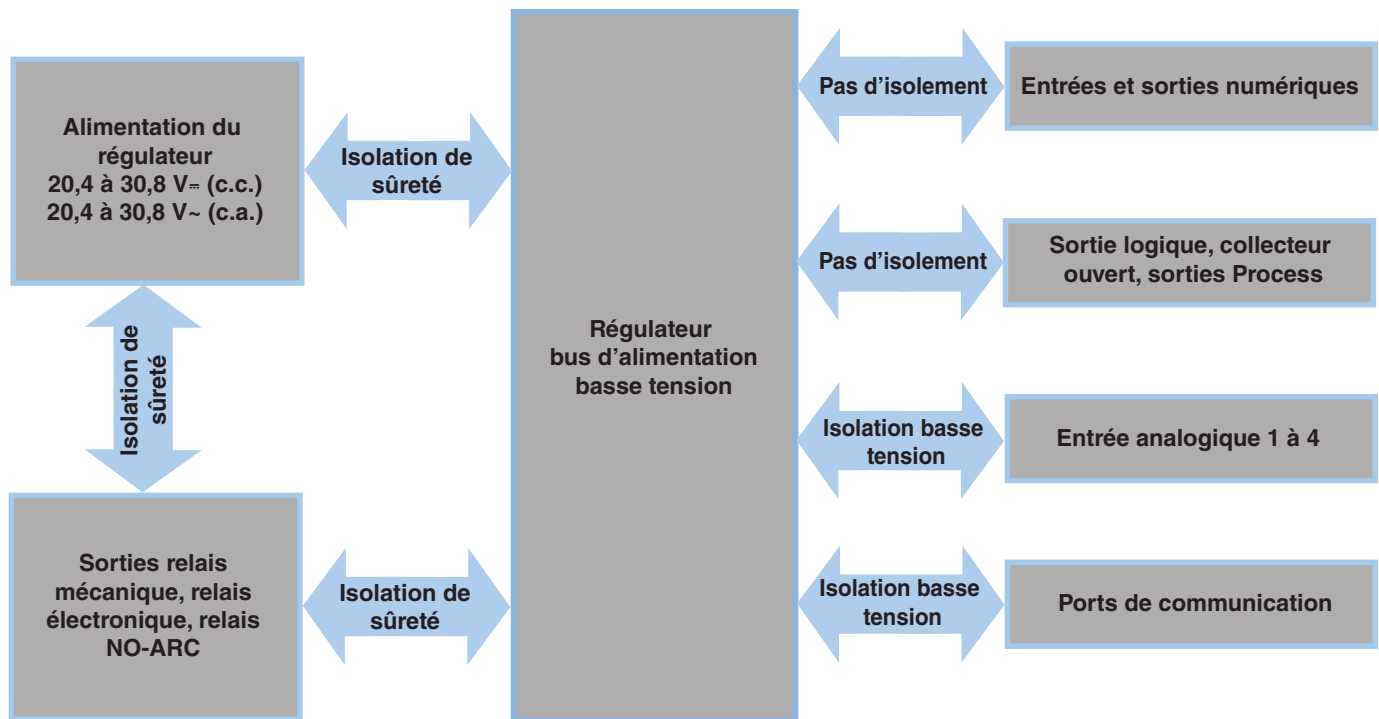 Alimentation du
régulateur
20,4 à 30,8 V⎓ (c.c.)
20,4 à 30,8 V~ (c.a.)
Isolation de
sûreté
Isolation de
sûreté
Sorties relais
mécanique, relais
électronique, relais
NO-ARC
Isolation de
sûreté
Régulateur
bus d’alimentation
basse tension
Pas d’isolement
Entrées et sorties numériques
Pas d’isolement
Sortie logique, collecteur
ouvert, sorties Process
Isolation basse
tension
Entrée analogique 1 à 4
Isolation basse
tension
Ports de communication